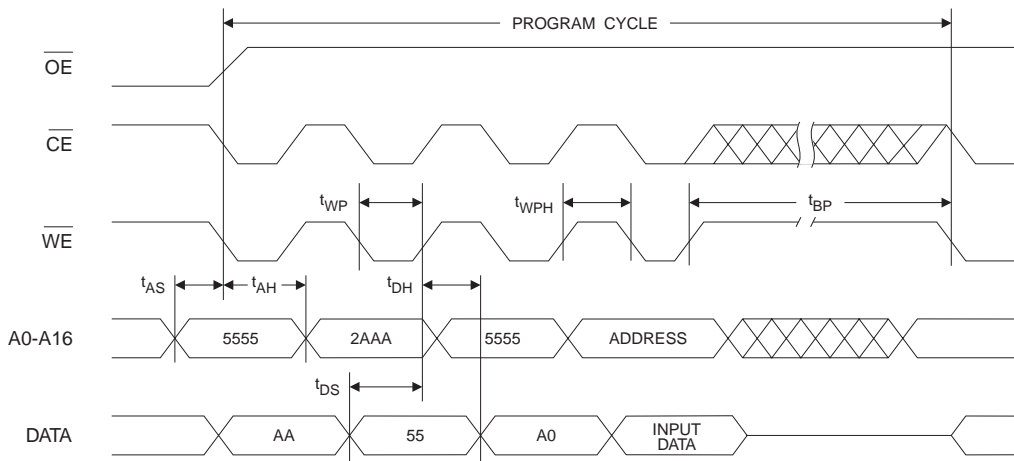 PROGRAM CYCLE
OE
CE
tWP
tWPH
tBP
WE
tAS
tAH
tDH
A0-A16
5555
2AAA
5555
ADDRESS
tDS
DATA
AA
55
A0
INPUT
DATA